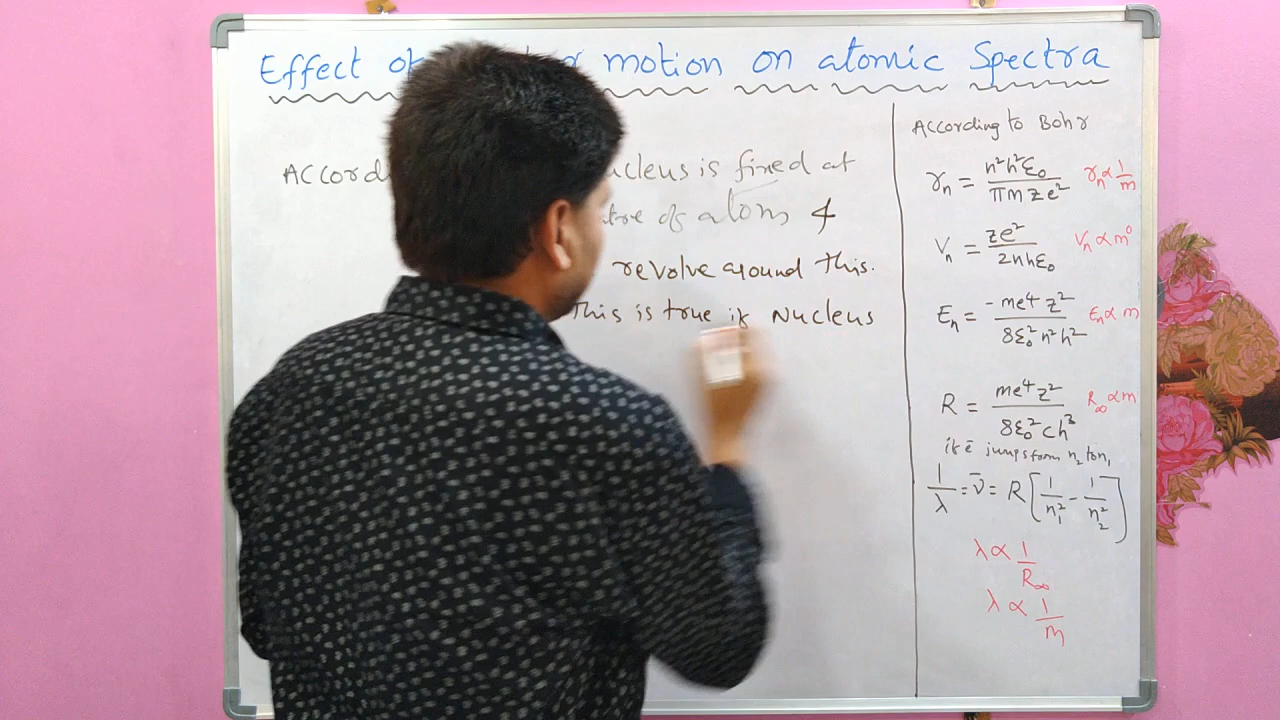 Effect of motion on atomic Spectra
According nucleus is fixed at
centre of atom &
revolve around this.
This is true if Nucleus
According to Bohr
rₙ = n²h²ε₀ / πmze² rₙ ∝ 1/m
Vₙ = ze² / 2nhε₀ Vₙ ∝ m⁰
Eₙ = -me⁴z² / 8ε₀²n²h² Eₙ ∝ m
R = me⁴z² / 8ε₀²ch³ R∞ ∝ m
if ē jumps form n₂ to n₁
1/λ = ν̄ = R[1/n₁² - 1/n₂²]
λ ∝ 1/R∞
λ ∝ 1/m